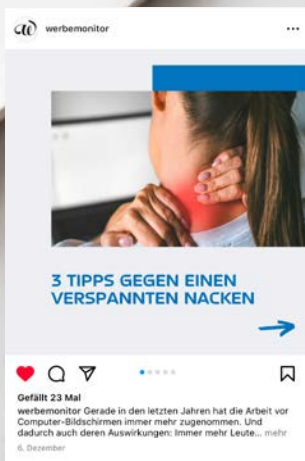 werbemonitor
3 TIPPS GEGEN EINEN
VERSPANNTEN NACKEN
Gefällt 23 Mal
werbemonitor Gerade in den letzten Jahren hat die Arbeit vor
Computer-Bildschirmen immer mehr zugenommen. Und
dadurch auch deren Auswirkungen: Immer mehr Leute... mehr
6. Dezember